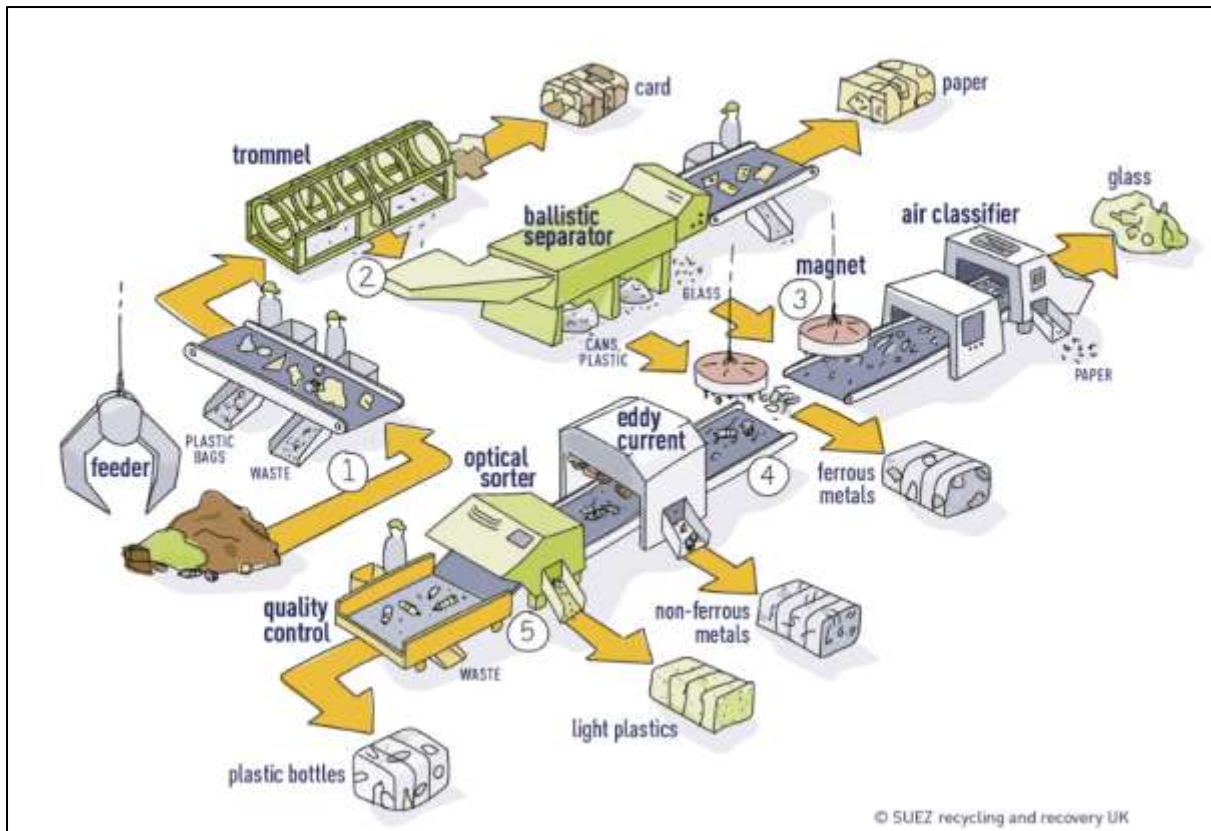 card
paper
trommel
glass
ballistic
separator
air classifier
2
magnet
GLASS
3
CANS,
PLASTIC
PAPER
feeder
PLASTIC
BAGS
WASTE
1
optical
sorter
eddy
current
4
ferrous
metals
quality
control
5
WASTE
non-ferrous
metals
light plastics
plastic bottles
© SUEZ recycling and recovery UK